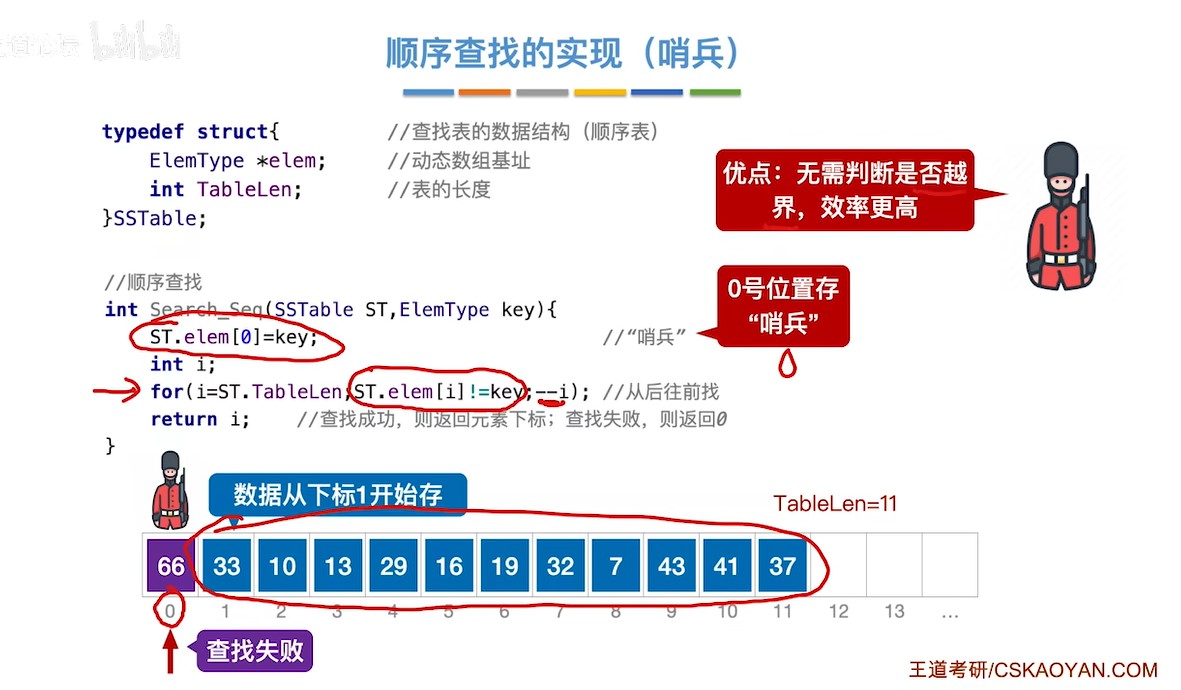 顺序查找的实现（哨兵）
typedef struct{ //查找表的数据结构（顺序表）
ElemType *elem; //动态数组基址
int TableLen; //表的长度
}SSTable;
优点：无需判断是否越
界，效率更高
//顺序查找
int Search_Seq(SSTable ST,ElemType key){
ST.elem[0]=key; //“哨兵”
0号位置存
“哨兵”
int i;
for(i=ST.TableLen;ST.elem[i]!=key;--i); //从后往前找
return i; //查找成功，则返回元素下标；查找失败，则返回0
}
数据从下标1开始存
TableLen=11
66 33 10 13 29 16 19 32 7 43 41 37
0 1 2 3 4 5 6 7 8 9 10 11 12 13 ...
查找失败
王道考研/CSKAOYAN.COM
bilibili